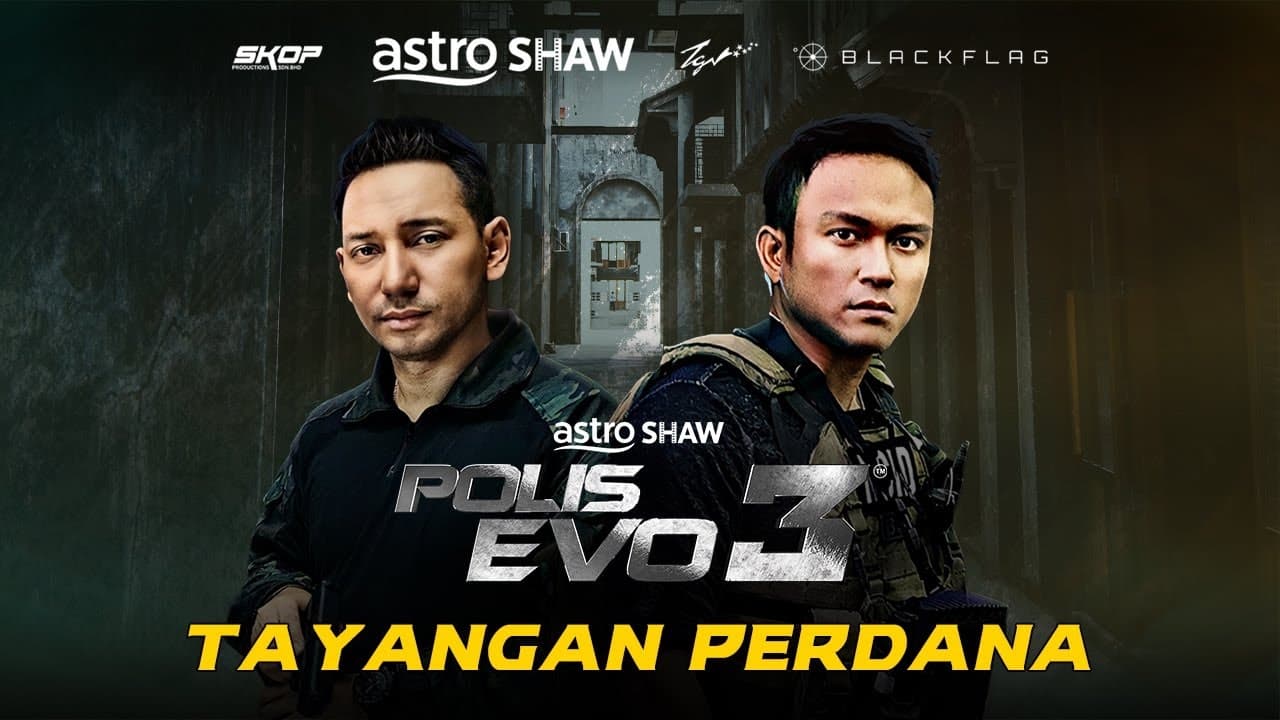 SKOP
PRODUCTIONS SDN BHD
astro SHAW
BLACKFLAG
astro SHAW
POLIS
EVO 3
TM
TAYANGAN PERDANA